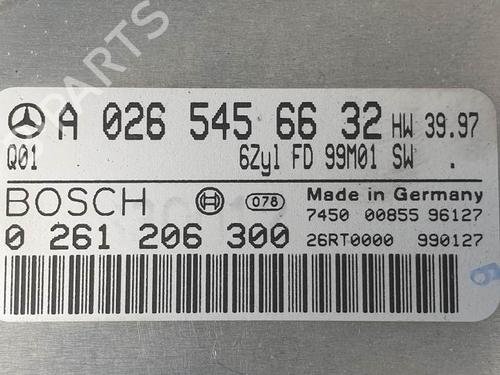 A 026 545 66 32 HW 39.97
Q01 6Zyl FD 99M01 SW .
BOSCH 078 Made in Germany
7450 00855 96127
0 261 206 300 26RT0000 990127
PARTS